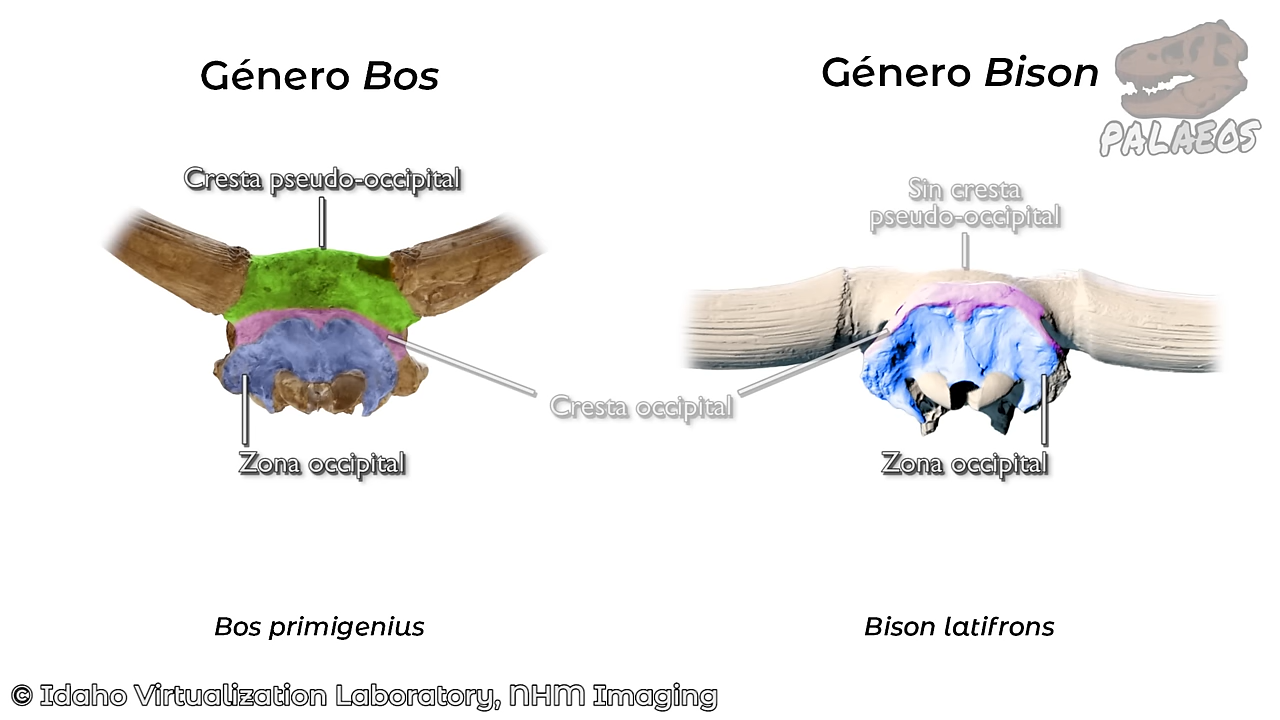 Género Bos
Género Bison
PALAEOS
Cresta pseudo-occipital
Sin cresta
pseudo-occipital
Cresta occipital
Zona occipital
Zona occipital
Bos primigenius
Bison latifrons
© Idaho Virtualization Laboratory, NHM Imaging